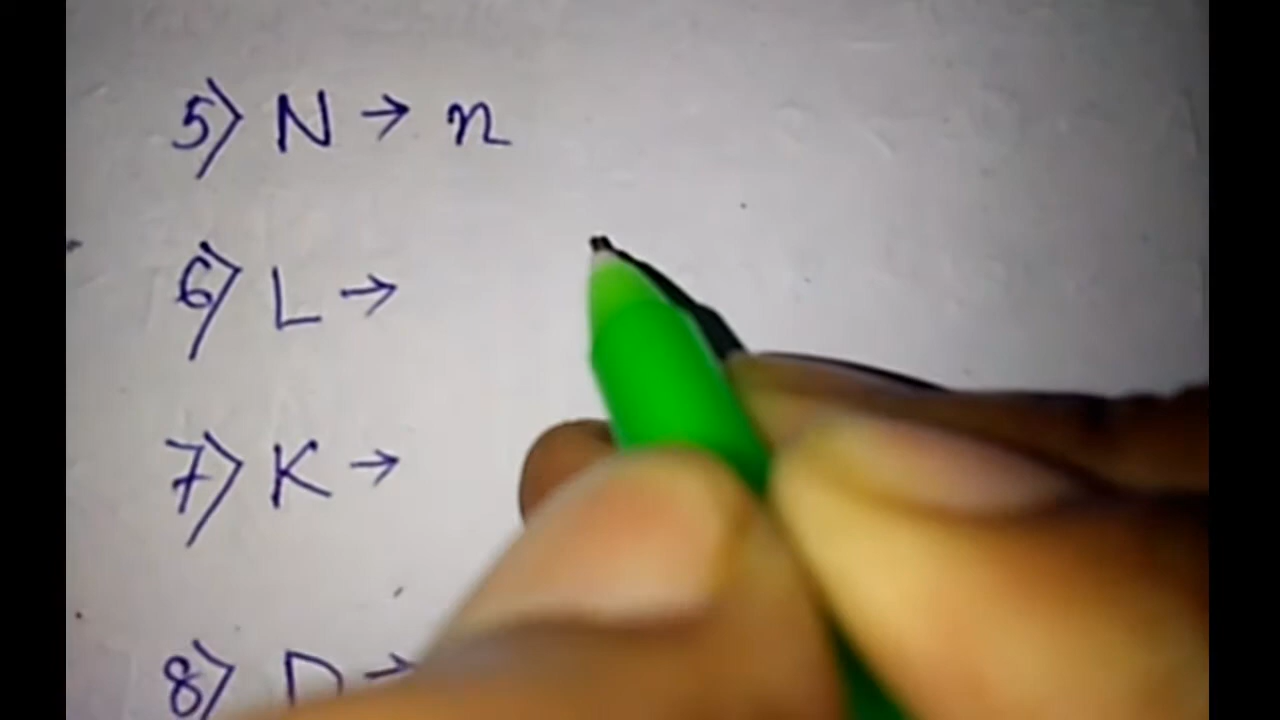 5) N → n
6) L →
7) K →
8) D →